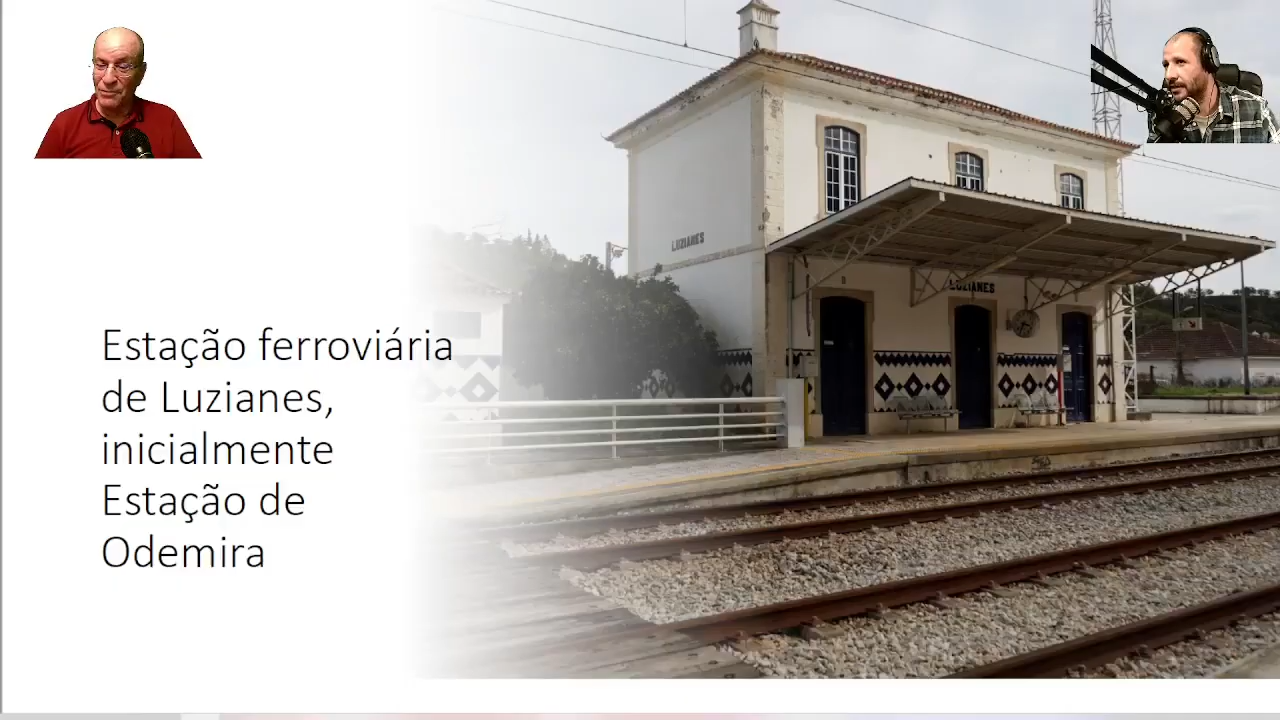 Estação ferroviária
de Luzianes,
inicialmente
Estação de
Odemira
LUZIANES
LUZIANES